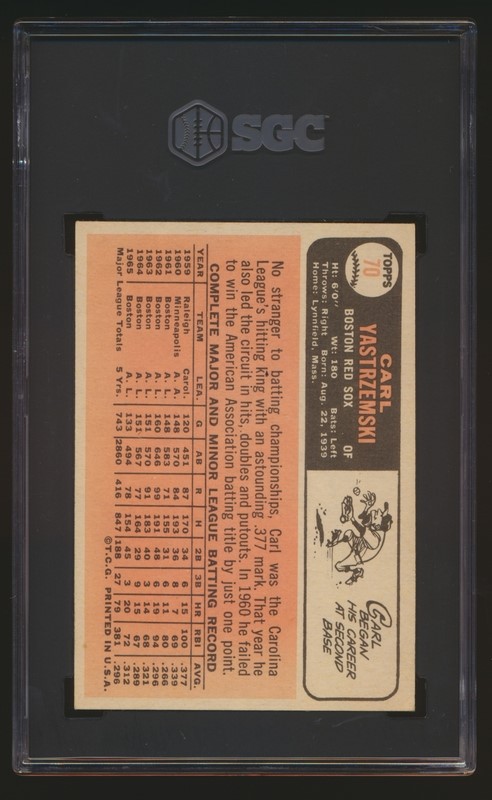 SGC
TOPPS
70
CARL
YASTRZEMSKI
BOSTON RED SOX OF
Ht: 6'0" Wt: 180 Bats: Left
Throws: Right Born: Aug. 22, 1939
Home: Lynnfield, Mass.
CARL
BEGAN
HIS CAREER
AT SECOND
BASE
No stranger to batting championships, Carl was the Carolina
League's hitting king with an astounding .377 mark. That year he
also led the circuit in hits, doubles and putouts. In 1960 he failed
to win the American Association batting title by just one point.
COMPLETE MAJOR AND MINOR LEAGUE BATTING RECORD
YEAR TEAM LEA. G AB R H 2B 3B HR RBI AVG.
1959 Raleigh Carol. 120 451 87 170 34 6 15 100 .377
1960 Minneapolis A. A. 148 570 84 193 36 8 7 69 .339
1961 Boston A. L. 148 583 71 155 31 6 11 80 .266
1962 Boston A. L. 160 646 99 191 48 6 19 94 .296
1963 Boston A. L. 151 570 91 183 40 3 14 68 .321
1964 Boston A. L. 151 567 77 164 29 9 15 67 .289
1965 Boston A. L. 133 494 78 154 45 3 20 72 .312
Major League Totals 5 Yrs. 743 2860 416 847 188 27 79 381 .296
©T.C.G. PRINTED IN U.S.A.